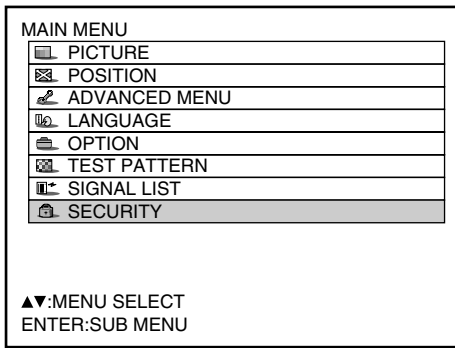 MAIN MENU
PICTURE
POSITION
ADVANCED MENU
LANGUAGE
OPTION
TEST PATTERN
SIGNAL LIST
SECURITY
▲▼:MENU SELECT
ENTER:SUB MENU